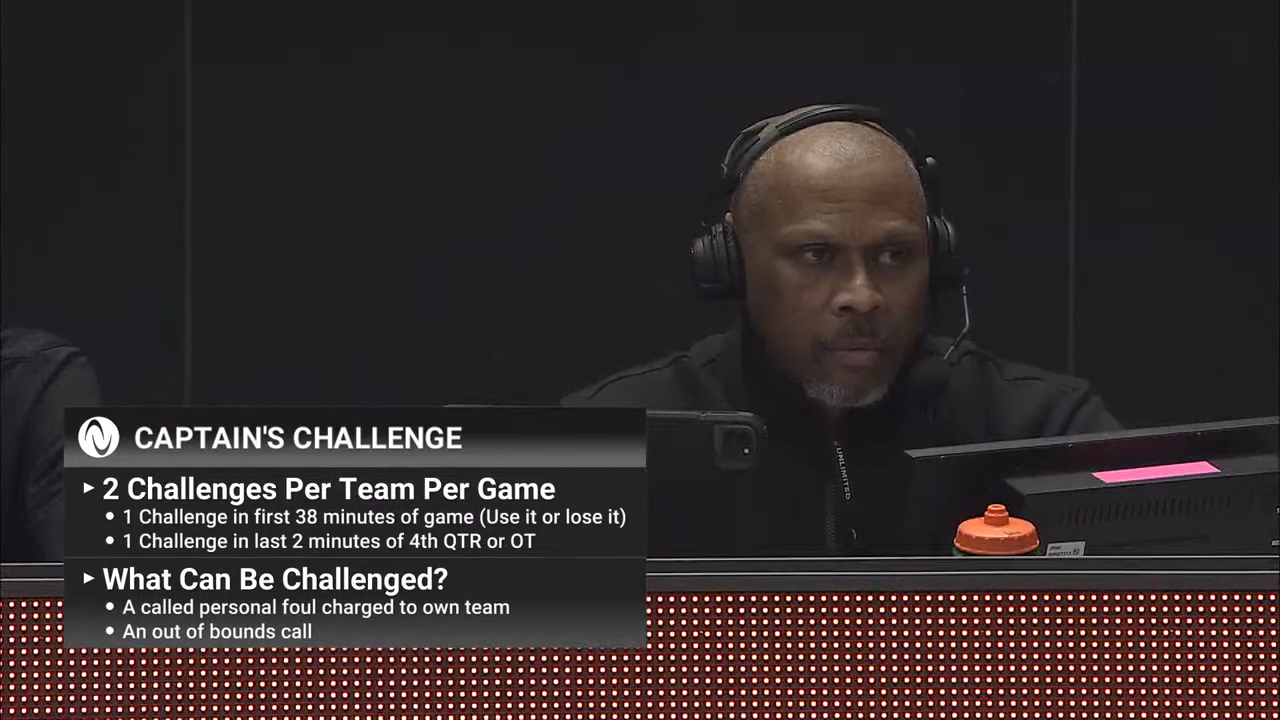 CAPTAIN'S CHALLENGE
‣ 2 Challenges Per Team Per Game
• 1 Challenge in first 38 minutes of game (Use it or lose it)
• 1 Challenge in last 2 minutes of 4th QTR or OT
‣ What Can Be Challenged?
• A called personal foul charged to own team
• An out of bounds call
UNLIMITED